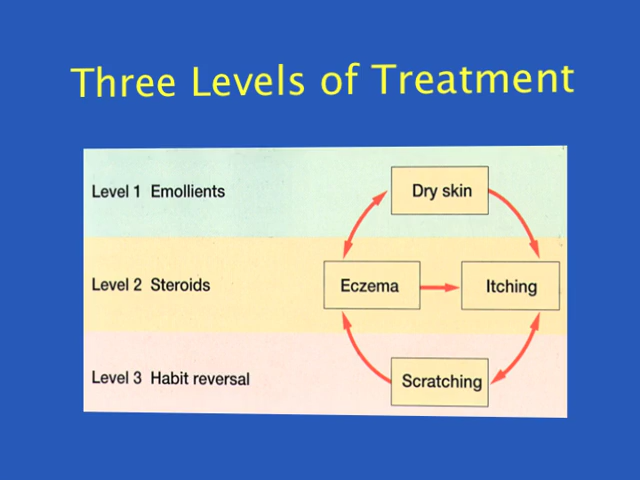 Three Levels of Treatment
Level 1 Emollients
Dry skin
Level 2 Steroids
Eczema
Itching
Level 3 Habit reversal
Scratching